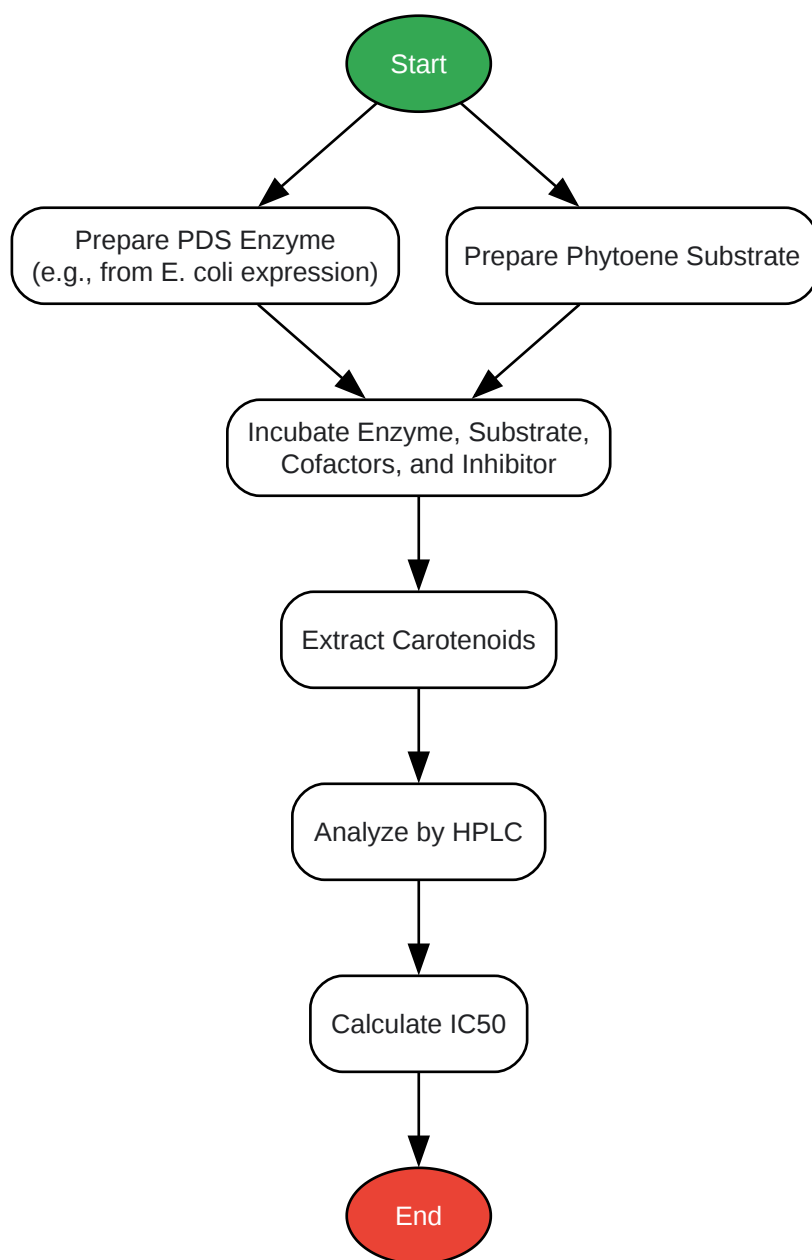 Start
Prepare PDS Enzyme
(e.g., from E. coli expression)
Prepare Phytoene Substrate
Incubate Enzyme, Substrate,
Cofactors, and Inhibitor
Extract Carotenoids
Analyze by HPLC
Calculate IC50
End